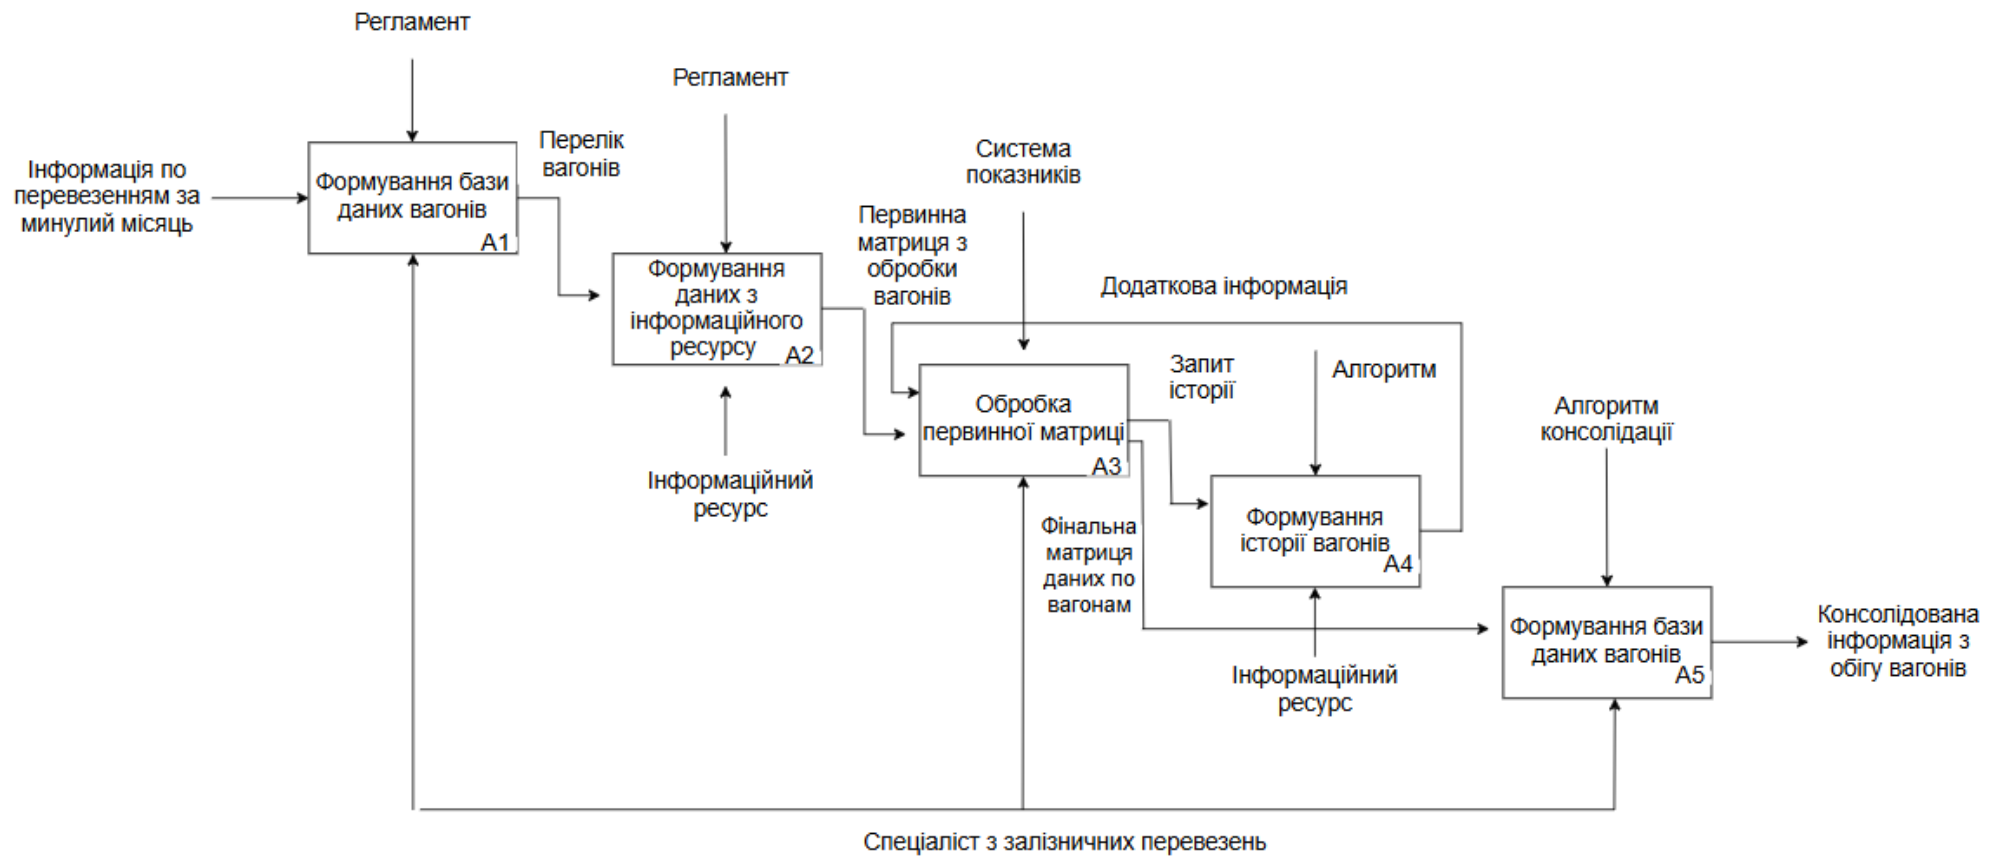 Регламент
Регламент
Перелік
вагонів
Інформація по
перевезенням за
минулий місяць
Формування бази
даних вагонів
A1
Система
показників
Первинна
матриця з
обробки
вагонів
Формування
даних з
інформаційного
ресурсу
A2
Додаткова інформація
Запит
історії
Алгоритм
Обробка
первинної матриці
A3
Алгоритм
консолідації
Інформаційний
ресурс
Фінальна
матриця
даних по
вагонам
Формування
історії вагонів
A4
Формування бази
даних вагонів
A5
Консолідована
інформація з
обігу вагонів
Інформаційний
ресурс
Спеціаліст з залізничних перевезень